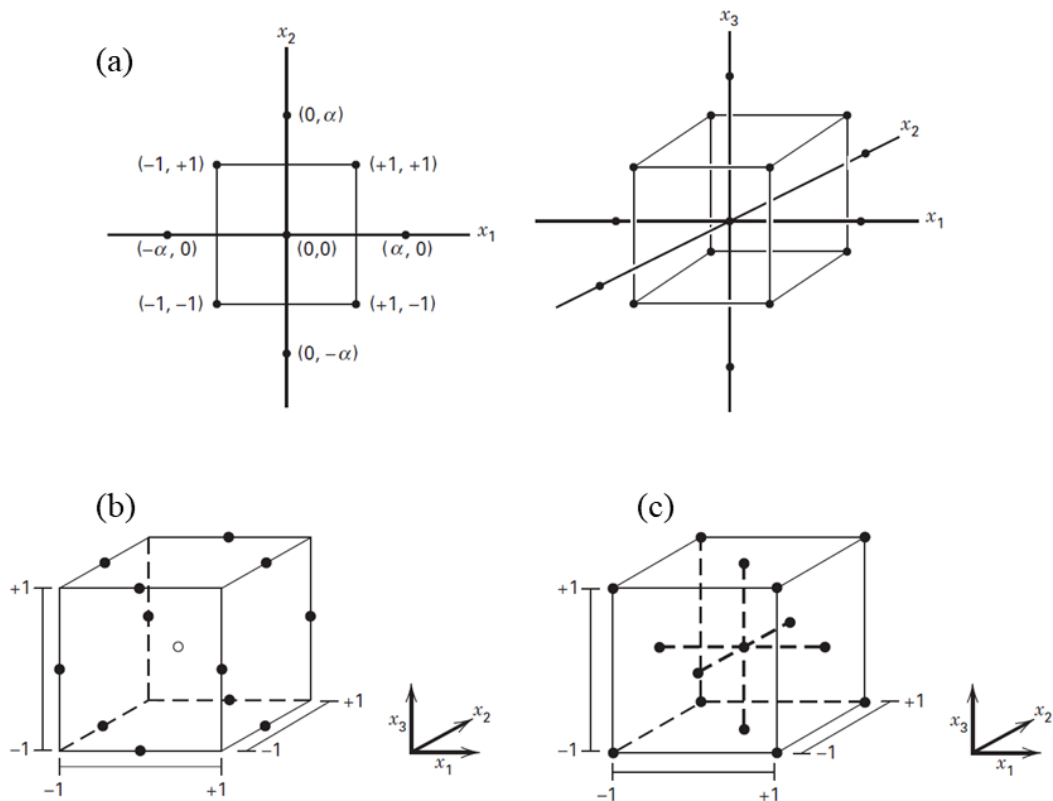 (a)
x₂
(0, α)
(−1, +1)
(+1, +1)
x₁
(−α, 0)
(0,0)
(α, 0)
(−1, −1)
(+1, −1)
(0, −α)
x₃
x₂
x₁
(b)
+1
−1
+1
−1
−1
+1
x₃
x₂
x₁
(c)
+1
−1
+1
−1
−1
+1
x₃
x₂
x₁